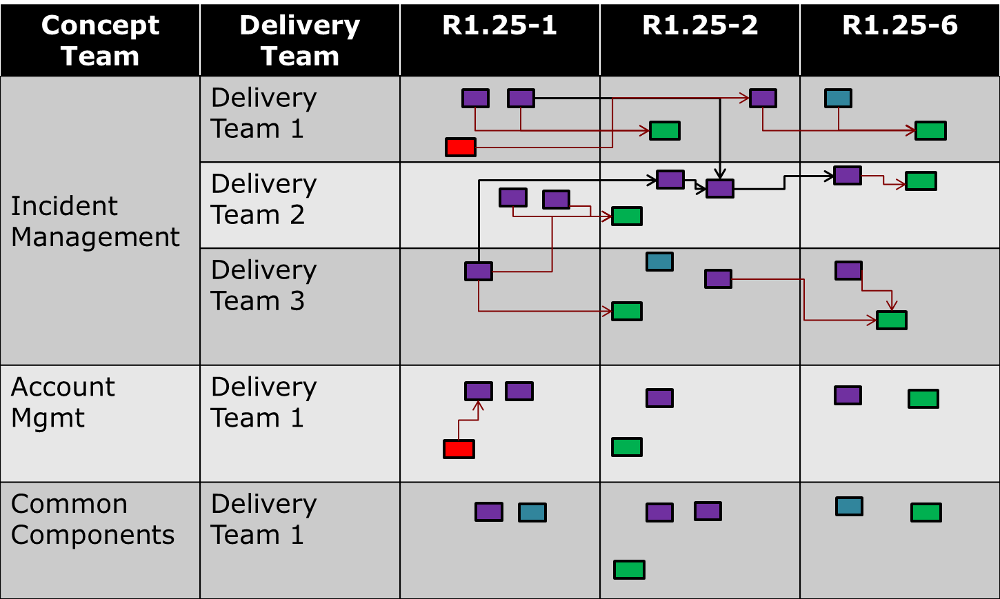 Concept
Team
Delivery
Team
R1.25-1
R1.25-2
R1.25-6
Incident
Management
Delivery
Team 1
Delivery
Team 2
Delivery
Team 3
Account
Mgmt
Delivery
Team 1
Common
Components
Delivery
Team 1